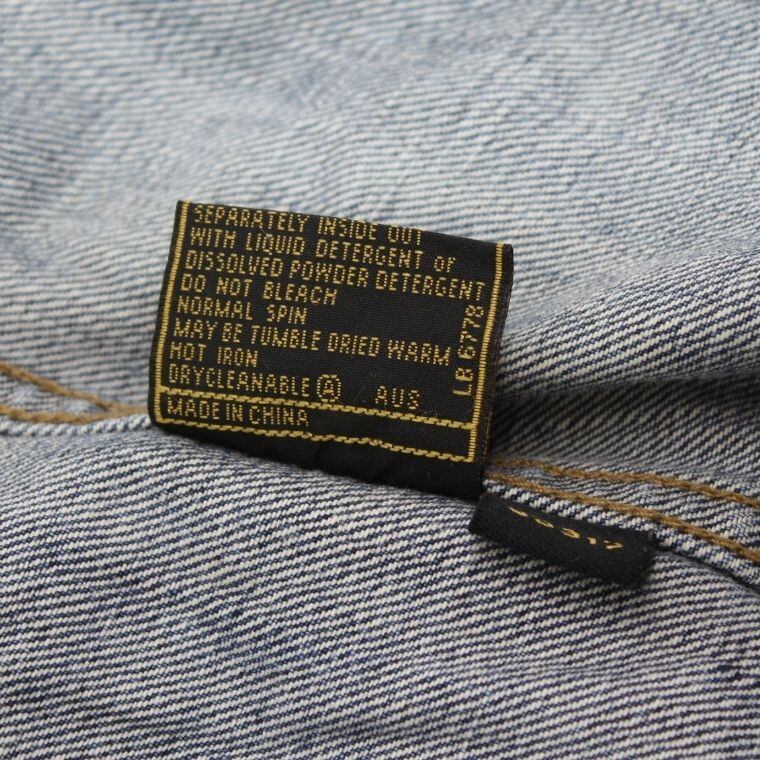 SEPARATELY INSIDE OUT
WITH LIQUID DETERGENT OF
DISSOLVED POWDER DETERGENT
DO NOT BLEACH
NORMAL SPIN
MAY BE TUMBLE DRIED WARM
HOT IRON
DRYCLEANABLE Ⓐ AUS
MADE IN CHINA
LB 6778